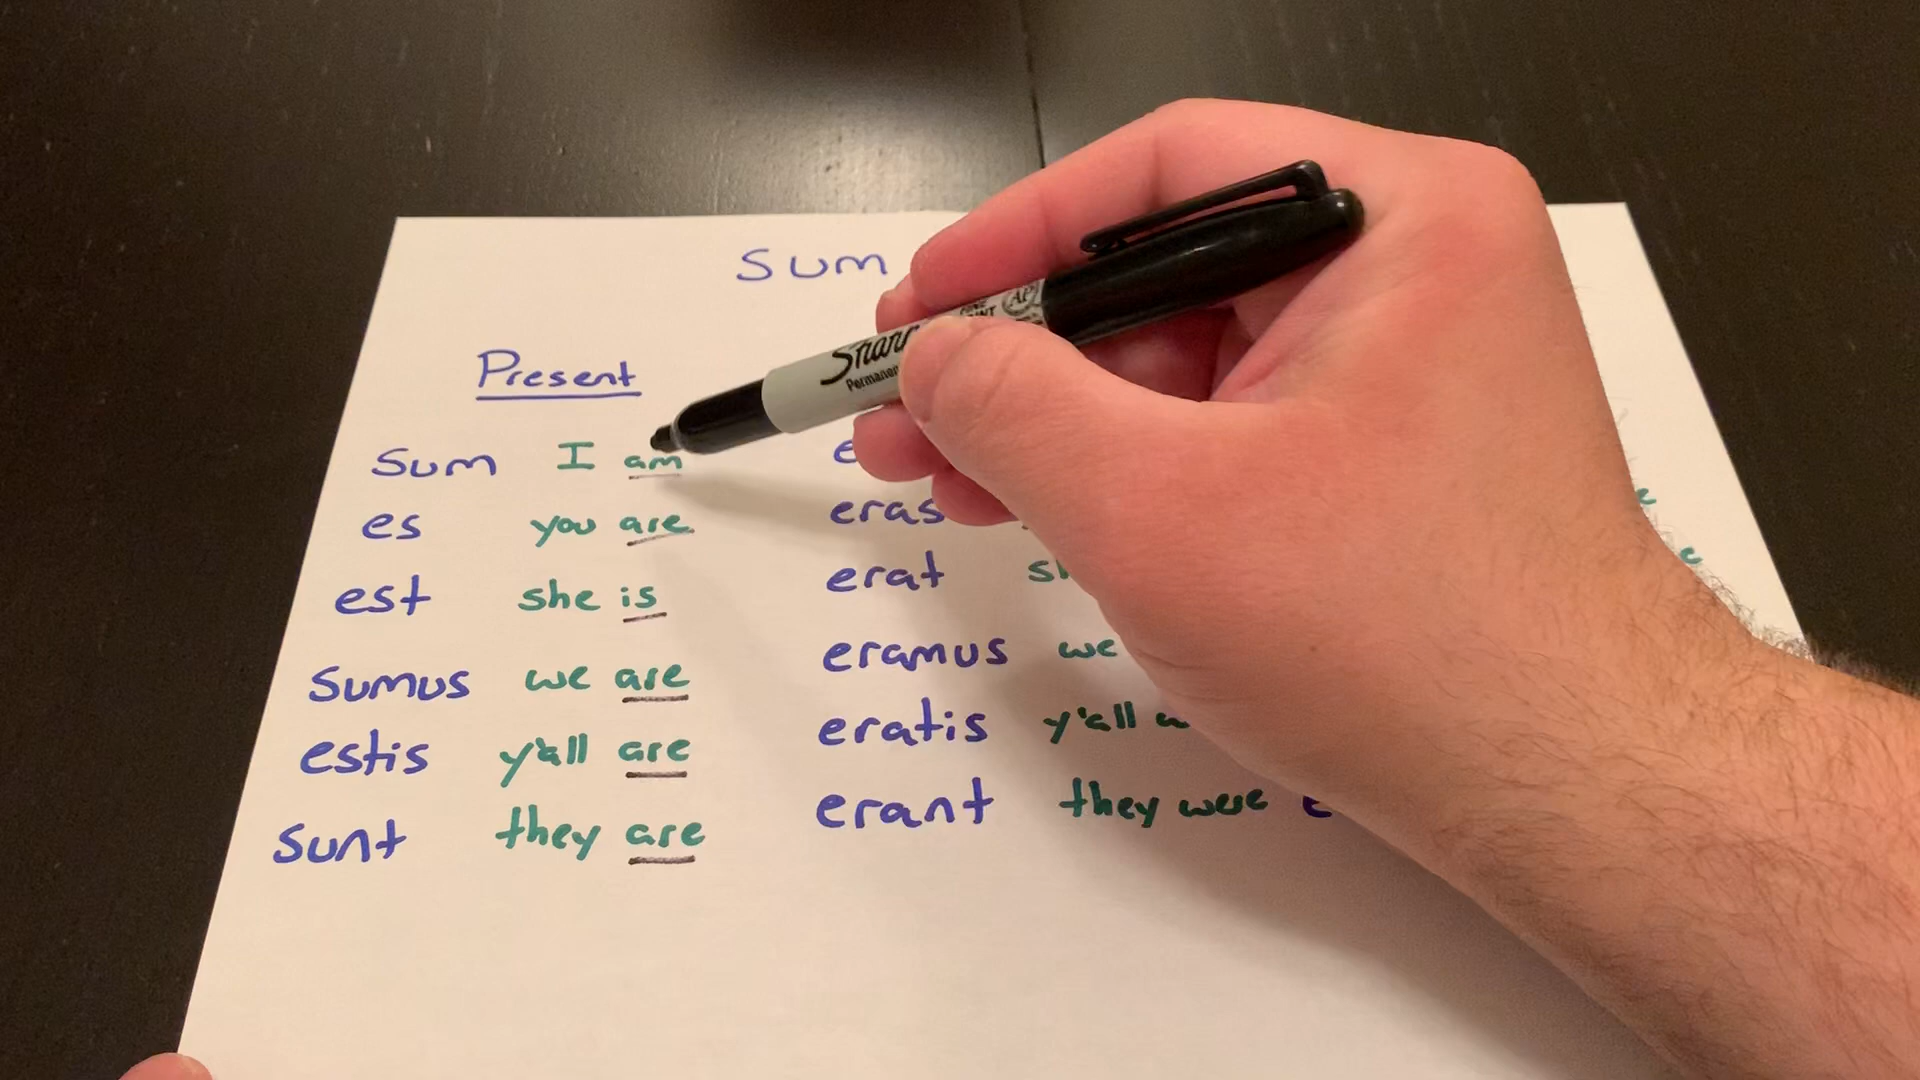 Sum
Present
Sum I am
es you are eras
est she is erat
sumus we are eramus we
estis y'all are eratis y'all
sunt they are erant they were